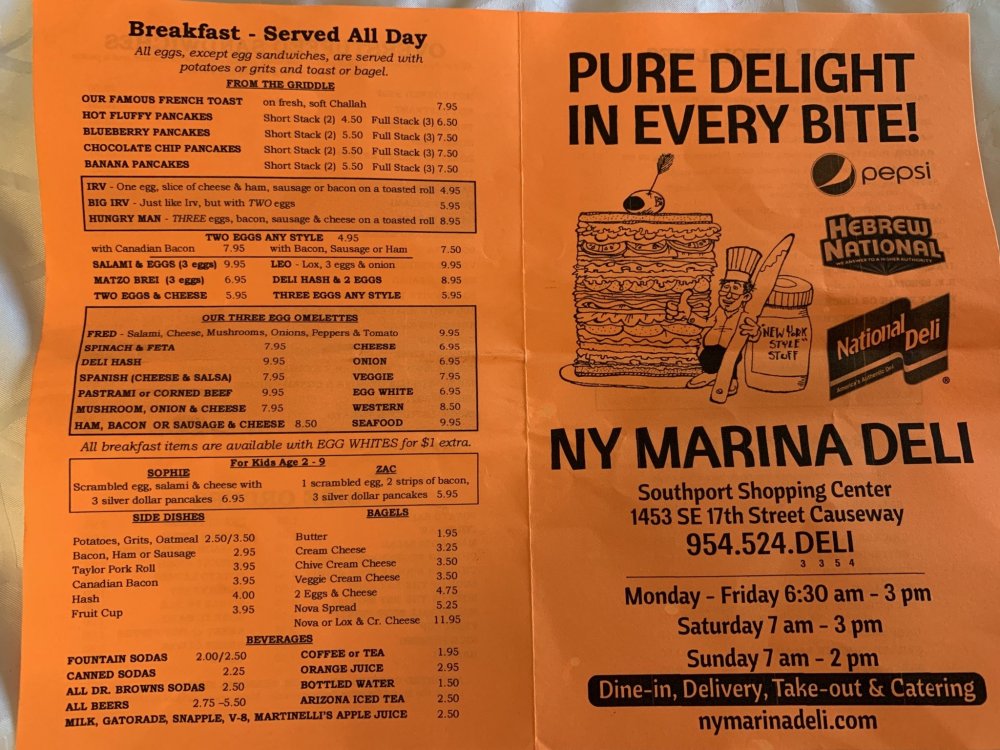 Breakfast - Served All Day
All eggs, except egg sandwiches, are served with
potatoes or grits and toast or bagel.
FROM THE GRIDDLE
OUR FAMOUS FRENCH TOAST on fresh, soft Challah 7.95
HOT FLUFFY PANCAKES Short Stack (2) 4.50 Full Stack (3) 6.50
BLUEBERRY PANCAKES Short Stack (2) 5.50 Full Stack (3) 7.50
CHOCOLATE CHIP PANCAKES Short Stack (2) 5.50 Full Stack (3) 7.50
BANANA PANCAKES Short Stack (2) 5.50 Full Stack (3) 7.50
IRV - One egg, slice of cheese & ham, sausage or bacon on a toasted roll 4.95
BIG IRV - Just like Irv, but with TWO eggs 5.95
HUNGRY MAN - THREE eggs, bacon, sausage & cheese on a toasted roll 8.95
TWO EGGS ANY STYLE 4.95
with Canadian Bacon 7.95 with Bacon, Sausage or Ham 7.50
SALAMI & EGGS (3 eggs) 9.95 LEO - Lox, 3 eggs & onion 9.95
MATZO BREI (3 eggs) 6.95 DELI HASH & 2 EGGS 8.95
TWO EGGS & CHEESE 5.95 THREE EGGS ANY STYLE 5.95
OUR THREE EGG OMELETTES
FRED - Salami, Cheese, Mushrooms, Onions, Peppers & Tomato 9.95
SPINACH & FETA 7.95 CHEESE 6.95
DELI HASH 9.95 ONION 6.95
SPANISH (CHEESE & SALSA) 7.95 VEGGIE 7.95
PASTRAMI or CORNED BEEF 9.95 EGG WHITE 6.95
MUSHROOM, ONION & CHEESE 7.95 WESTERN 8.50
HAM, BACON OR SAUSAGE & CHEESE 8.50 SEAFOOD 9.95
All breakfast items are available with EGG WHITES for $1 extra.
For Kids Age 2 - 9
SOPHIE
Scrambled egg, salami & cheese with
3 silver dollar pancakes 6.95
ZAC
1 scrambled egg, 2 strips of bacon,
3 silver dollar pancakes 5.95
SIDE DISHES
Potatoes, Grits, Oatmeal 2.50/3.50
Bacon, Ham or Sausage 2.95
Taylor Pork Roll 3.95
Canadian Bacon 3.95
Hash 4.00
Fruit Cup 3.95
BAGELS
Butter 1.95
Cream Cheese 3.25
Chive Cream Cheese 3.50
Veggie Cream Cheese 3.50
2 Eggs & Cheese 4.75
Nova Spread 5.25
Nova or Lox & Cr. Cheese 11.95
BEVERAGES
FOUNTAIN SODAS 2.00/2.50 COFFEE or TEA 1.95
CANNED SODAS 2.25 ORANGE JUICE 2.95
ALL DR. BROWNS SODAS 2.50 BOTTLED WATER 1.50
ALL BEERS 2.75 -5.50 ARIZONA ICED TEA 2.50
MILK, GATORADE, SNAPPLE, V-8, MARTINELLI'S APPLE JUICE 2.50
PURE DELIGHT
IN EVERY BITE!
pepsi
HEBREW
NATIONAL
WE ANSWER TO A HIGHER AUTHORITY
NEW YORK
STYLE"
STUFF
National
Deli
America's Authentic Deli
®
NY MARINA DELI
Southport Shopping Center
1453 SE 17th Street Causeway
954.524.DELI
3 3 5 4
Monday - Friday 6:30 am - 3 pm
Saturday 7 am - 3 pm
Sunday 7 am - 2 pm
Dine-in, Delivery, Take-out & Catering
nymarinadeli.com